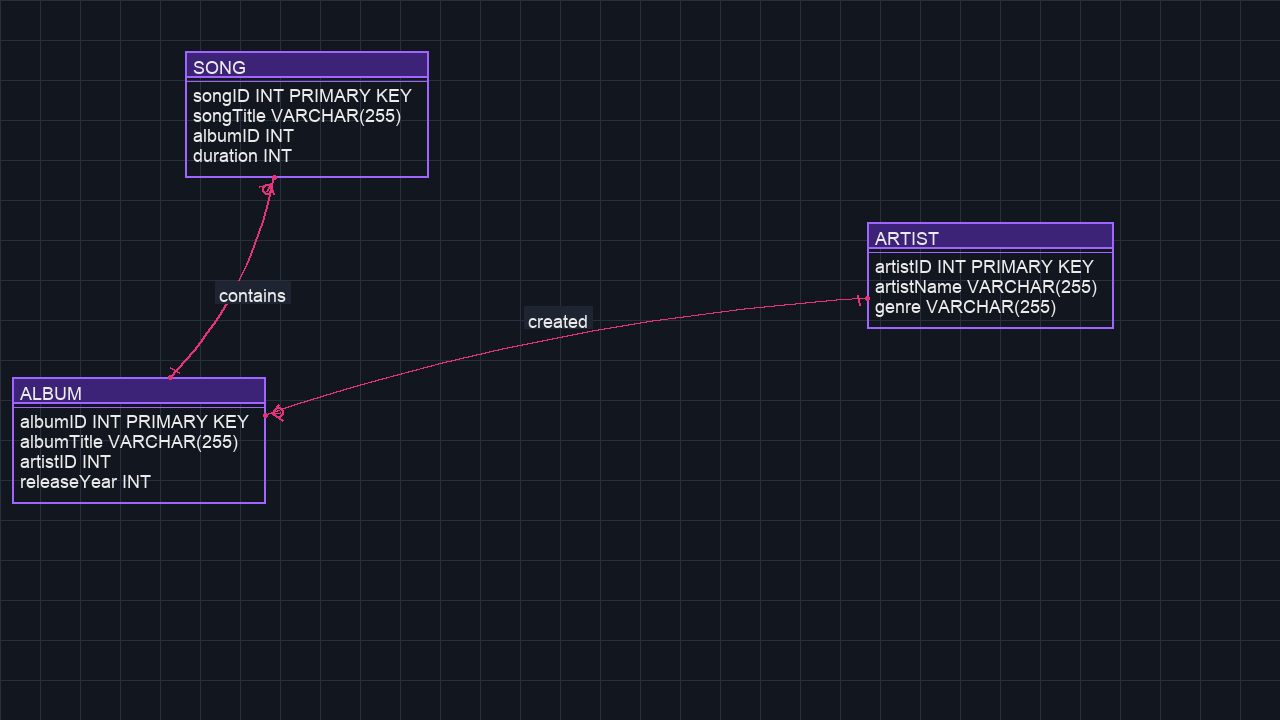 SONG
songID INT PRIMARY KEY
songTitle VARCHAR(255)
albumID INT
duration INT
ARTIST
artistID INT PRIMARY KEY
artistName VARCHAR(255)
genre VARCHAR(255)
contains
created
ALBUM
albumID INT PRIMARY KEY
albumTitle VARCHAR(255)
artistID INT
releaseYear INT